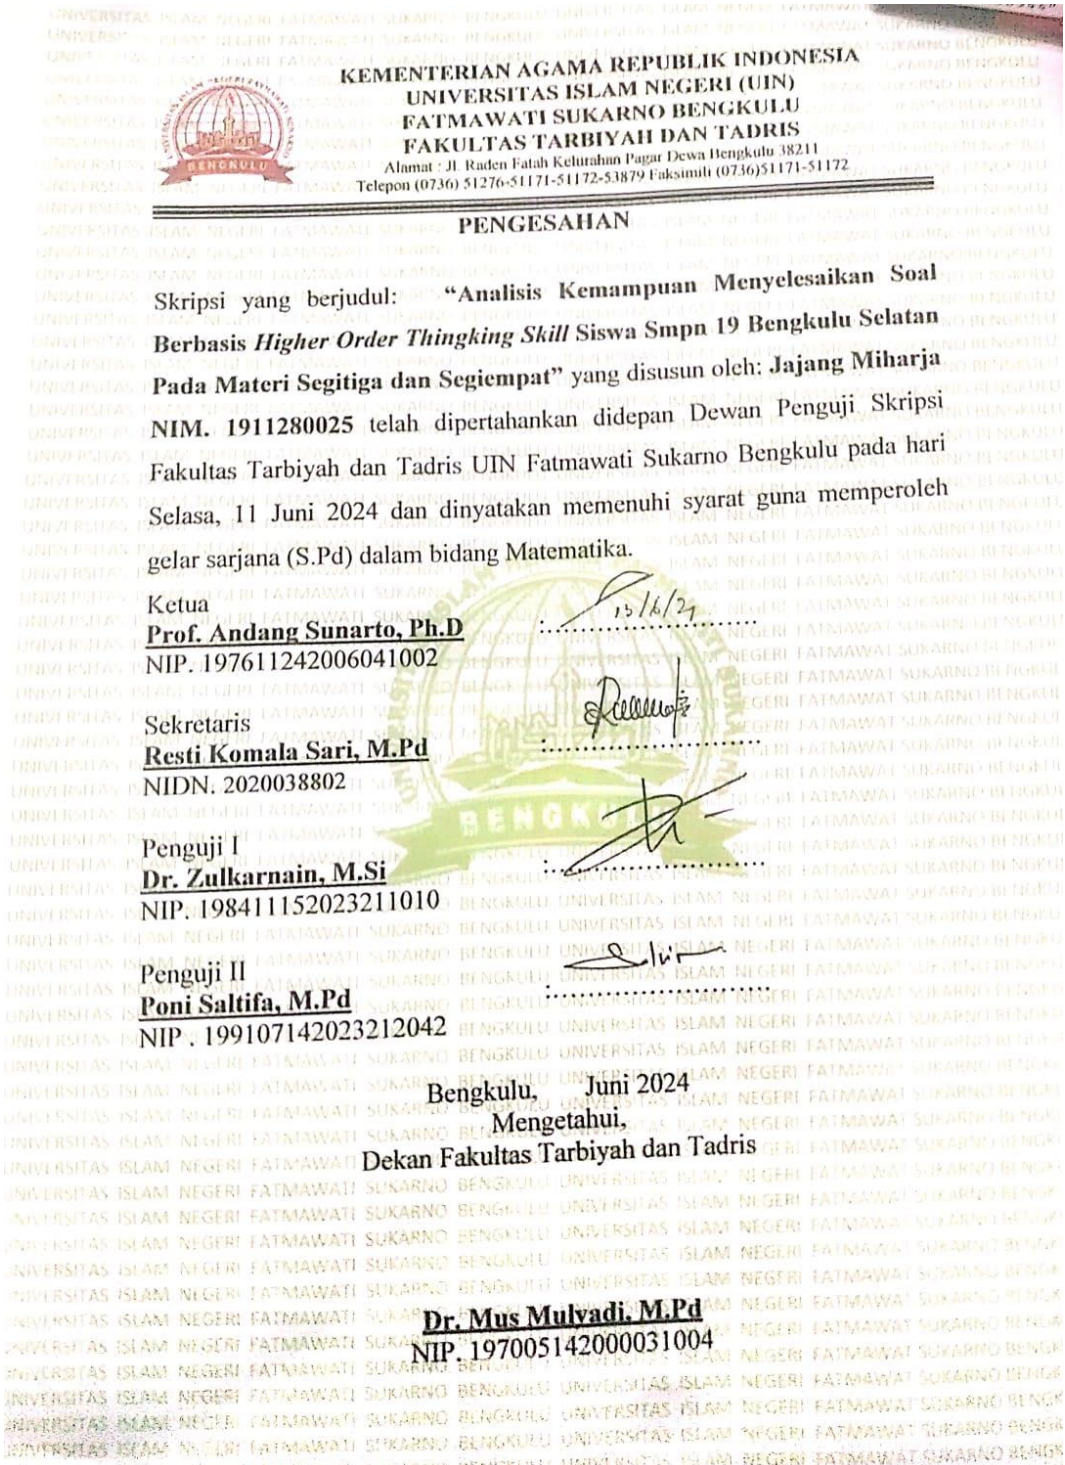 KEMENTERIAN AGAMA REPUBLIK INDONESIA
UNIVERSITAS ISLAM NEGERI (UIN)
FATMAWATI SUKARNO BENGKULU
FAKULTAS TARBIYAH DAN TADRIS
Alamat : Jl. Raden Fatah Kelurahan Pagar Dewa Bengkulu 38211
Telepon (0736) 51276-51171-51172-53879 Faksimili (0736)51171-51172
BENGKULU
PENGESAHAN
Skripsi yang berjudul: “Analisis Kemampuan Menyelesaikan Soal
Berbasis Higher Order Thingking Skill Siswa Smpn 19 Bengkulu Selatan
Pada Materi Segitiga dan Segiempat” yang disusun oleh: Jajang Miharja
NIM. 1911280025 telah dipertahankan didepan Dewan Penguji Skripsi
Fakultas Tarbiyah dan Tadris UIN Fatmawati Sukarno Bengkulu pada hari
Selasa, 11 Juni 2024 dan dinyatakan memenuhi syarat guna memperoleh
gelar sarjana (S.Pd) dalam bidang Matematika.
Ketua
Prof. Andang Sunarto, Ph.D
NIP. 197611242006041002
Sekretaris
Resti Komala Sari, M.Pd
NIDN. 2020038802
BENGKULU
Penguji I
Dr. Zulkarnain, M.Si
NIP. 198411152023211010
Penguji II
Poni Saltifa, M.Pd
NIP . 199107142023212042
Bengkulu, Juni 2024
Mengetahui,
Dekan Fakultas Tarbiyah dan Tadris
Dr. Mus Mulyadi, M.Pd
NIP. 197005142000031004